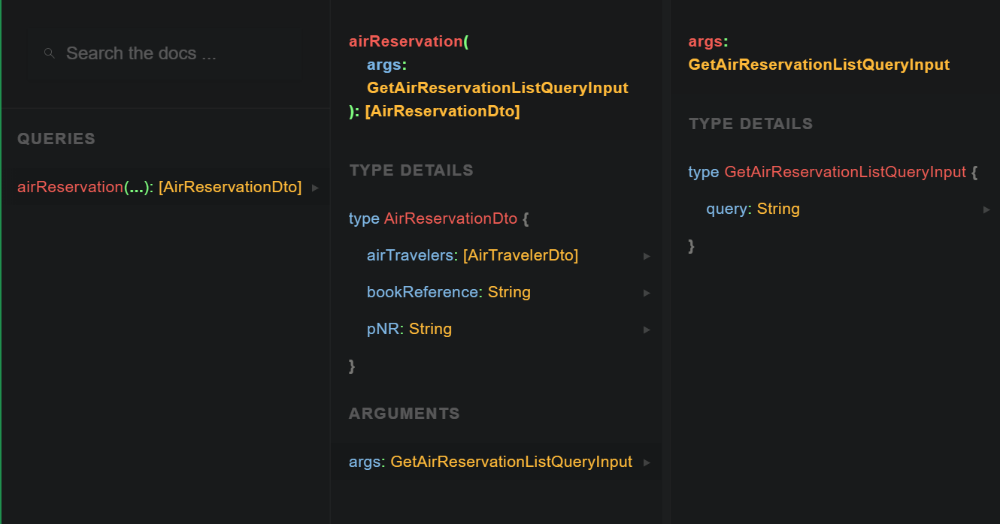 Search the docs ...
QUERIES
airReservation(...): [AirReservationDto]
airReservation(
args:
GetAirReservationListQueryInput
): [AirReservationDto]
TYPE DETAILS
type AirReservationDto {
airTravelers: [AirTravelerDto]
bookReference: String
pNR: String
}
ARGUMENTS
args: GetAirReservationListQueryInput
args:
GetAirReservationListQueryInput
TYPE DETAILS
type GetAirReservationListQueryInput {
query: String
}